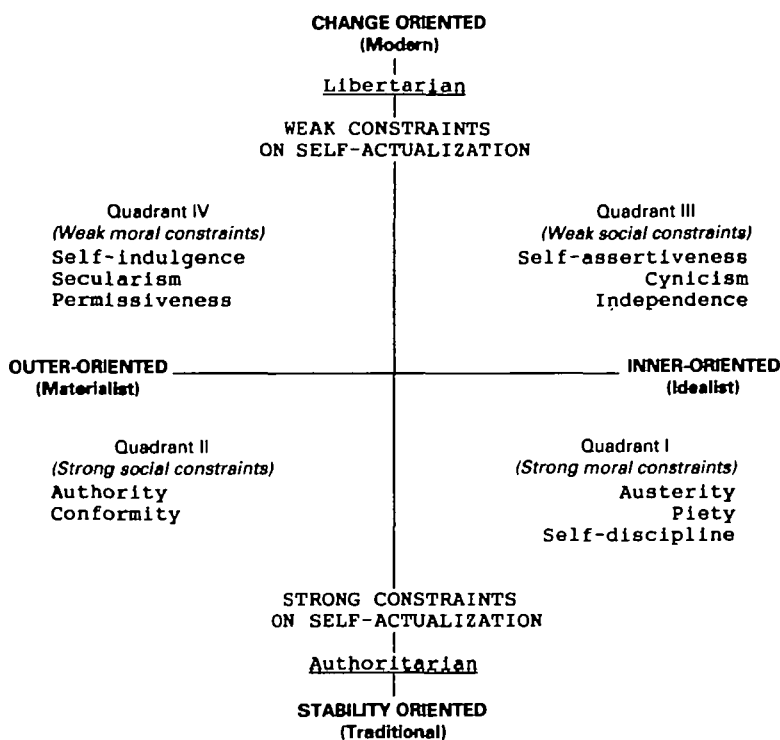 CHANGE ORIENTED
(Modern)
Libertarian
WEAK CONSTRAINTS
ON SELF-ACTUALIZATION
Quadrant IV
(Weak moral constraints)
Self-indulgence
Secularism
Permissiveness
Quadrant III
(Weak social constraints)
Self-assertiveness
Cynicism
Independence
OUTER-ORIENTED
(Materialist)
INNER-ORIENTED
(Idealist)
Quadrant II
(Strong social constraints)
Authority
Conformity
Quadrant I
(Strong moral constraints)
Austerity
Piety
Self-discipline
STRONG CONSTRAINTS
ON SELF-ACTUALIZATION
Authoritarian
STABILITY ORIENTED
(Traditional)